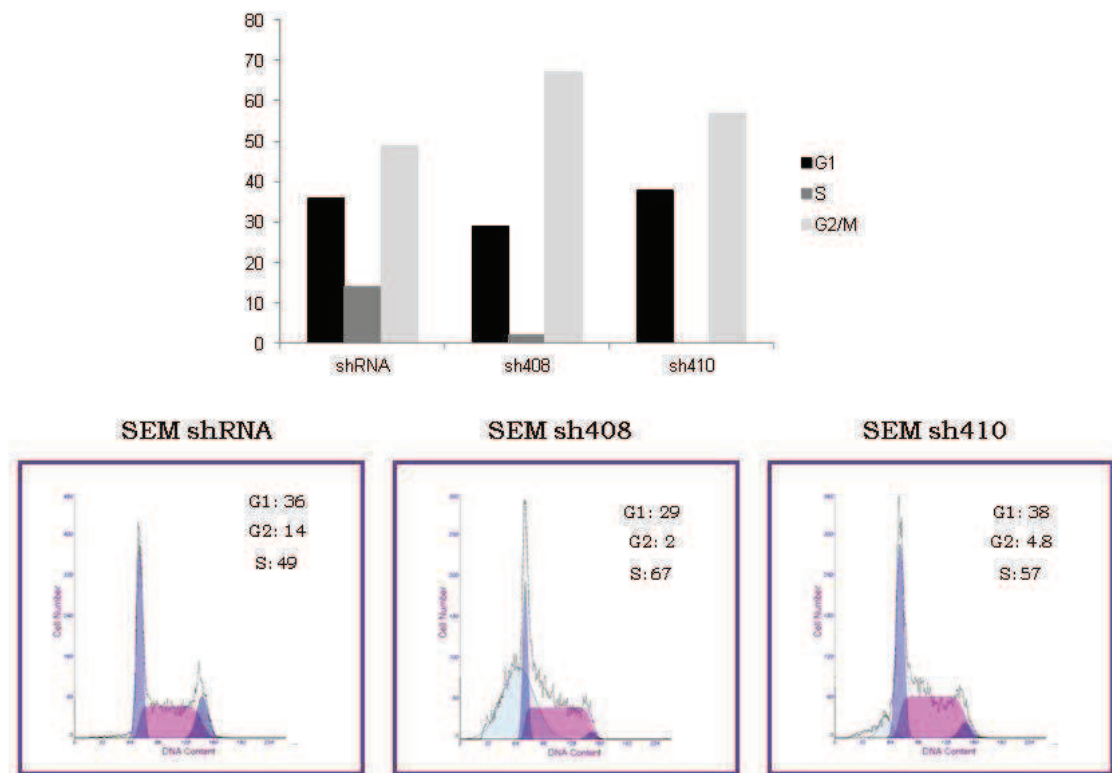 80
70
60
50
40
30
20
10
0
G1
S
G2/M
shRNA
sh408
sh410
SEM shRNA
SEM sh408
SEM sh410
G1: 36
G2: 14
S: 49
Cell Number
DNA Content
G1: 29
G2: 2
S: 67
Cell Number
DNA Content
G1: 38
G2: 4.8
S: 57
Cell Number
DNA Content